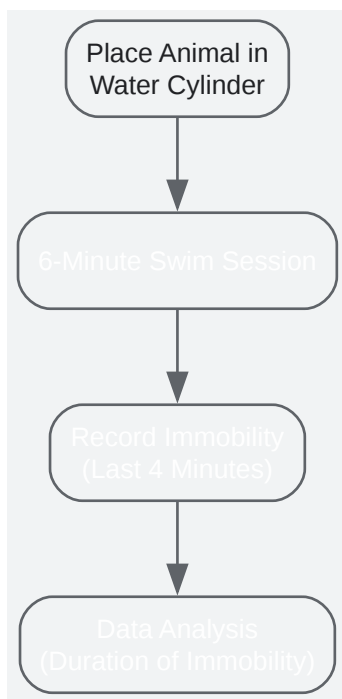 Place Animal in
Water Cylinder
6-Minute Swim Session
Record Immobility
(Last 4 Minutes)
Data Analysis
(Duration of Immobility)